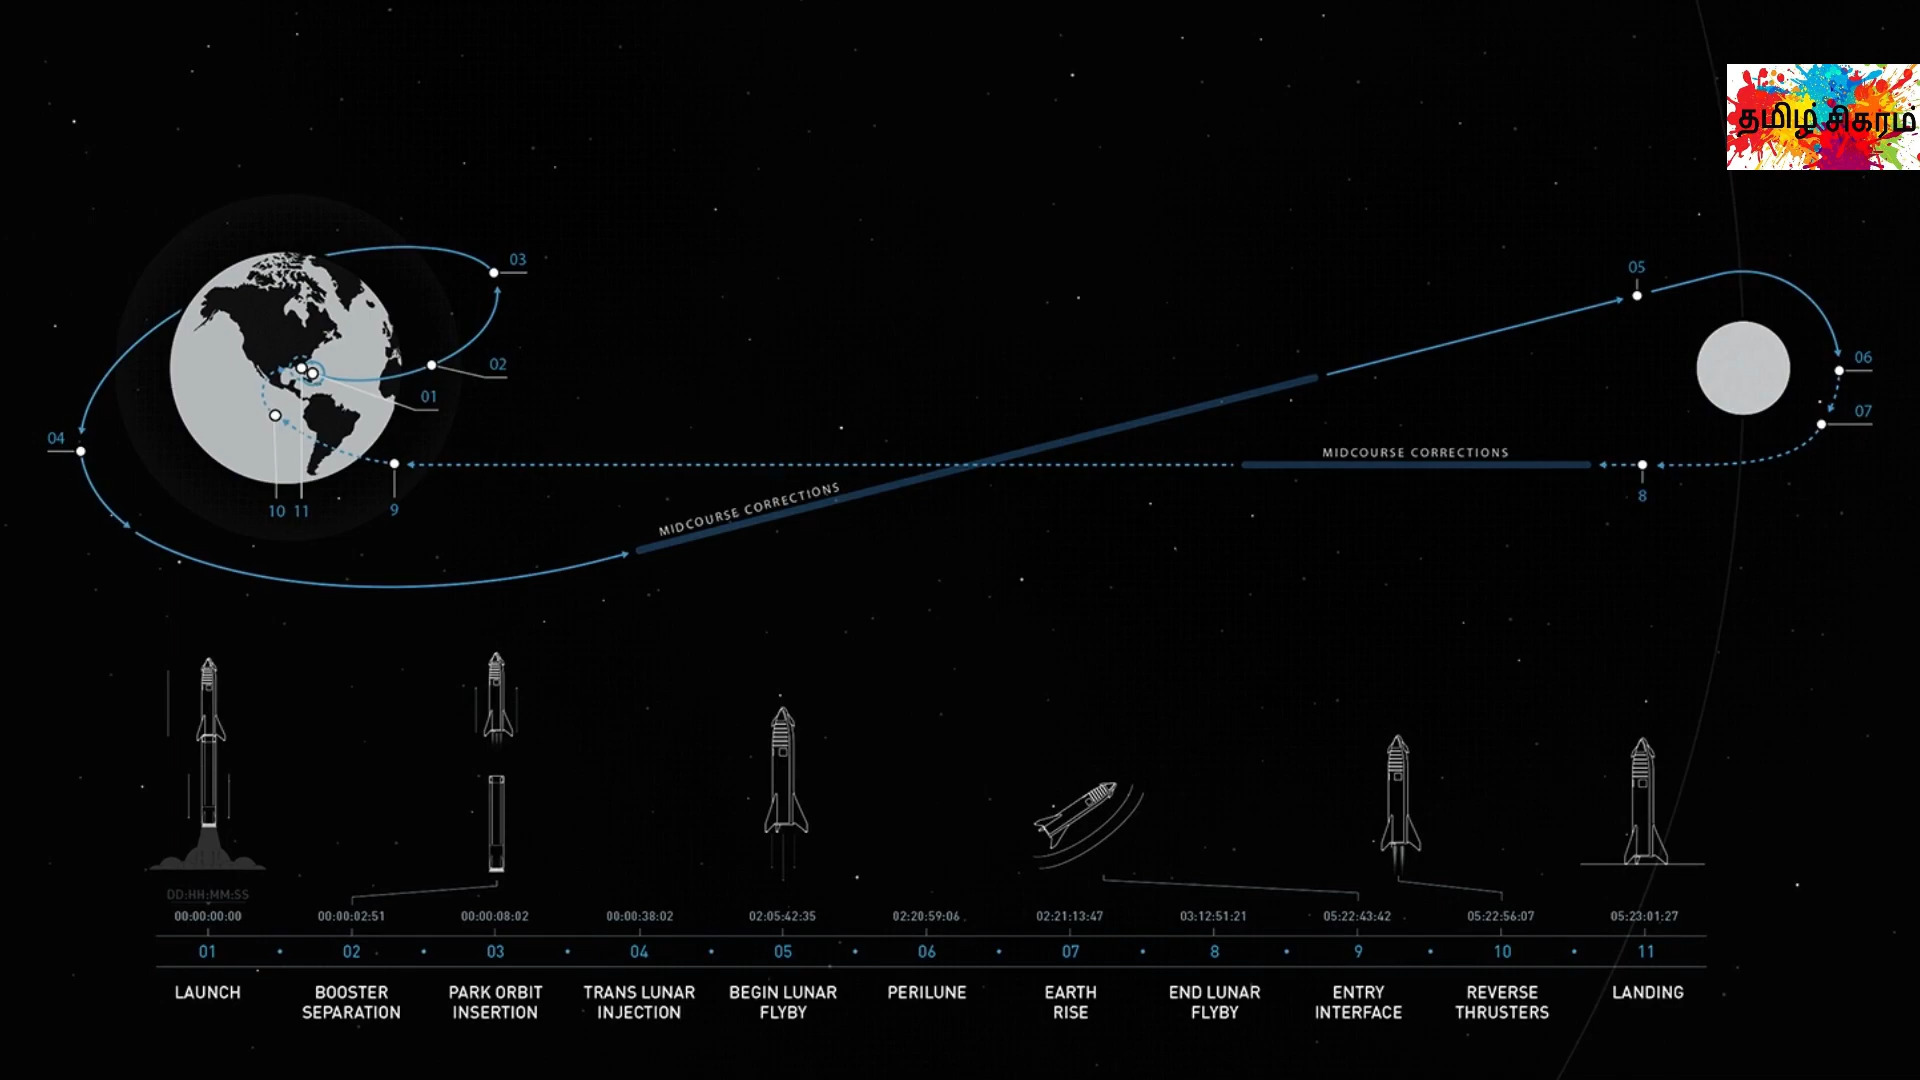 தமிழ் சிகரம்
03
05
02
06
01
07
04
MIDCOURSE CORRECTIONS
MIDCOURSE CORRECTIONS
8
10 11
9
DD:HH:MM:SS
00:00:00:00 00:00:02:51 00:00:08:02 00:00:38:02 02:05:42:35 02:20:59:06 02:21:13:47 03:12:51:21 05:22:43:42 05:22:56:07 05:23:01:27
01 02 03 04 05 06 07 8 9 10 11
LAUNCH
BOOSTER
SEPARATION
PARK ORBIT
INSERTION
TRANS LUNAR
INJECTION
BEGIN LUNAR
FLYBY
PERILUNE
EARTH
RISE
END LUNAR
FLYBY
ENTRY
INTERFACE
REVERSE
THRUSTERS
LANDING